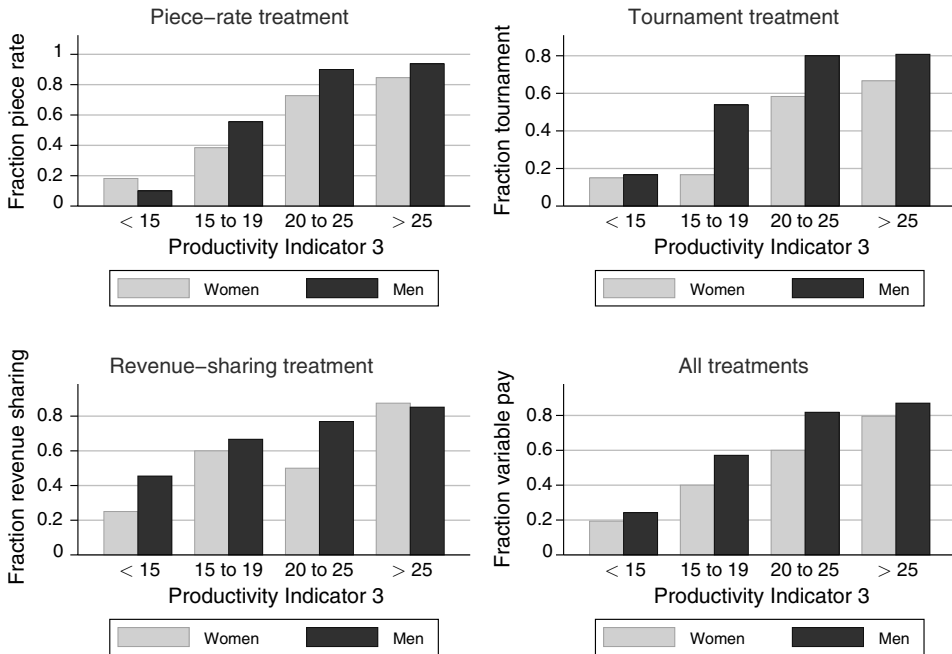 Piece−rate treatment
Fraction piece rate
1
0.8
0.6
0.4
0.2
0
< 15
15 to 19
20 to 25
> 25
Productivity Indicator 3
Women
Men
Tournament treatment
Fraction tournament
0.8
0.6
0.4
0.2
0
< 15
15 to 19
20 to 25
> 25
Productivity Indicator 3
Women
Men
Revenue−sharing treatment
Fraction revenue sharing
0.8
0.6
0.4
0.2
0
< 15
15 to 19
20 to 25
> 25
Productivity Indicator 3
Women
Men
All treatments
Fraction variable pay
0.8
0.6
0.4
0.2
0
< 15
15 to 19
20 to 25
> 25
Productivity Indicator 3
Women
Men